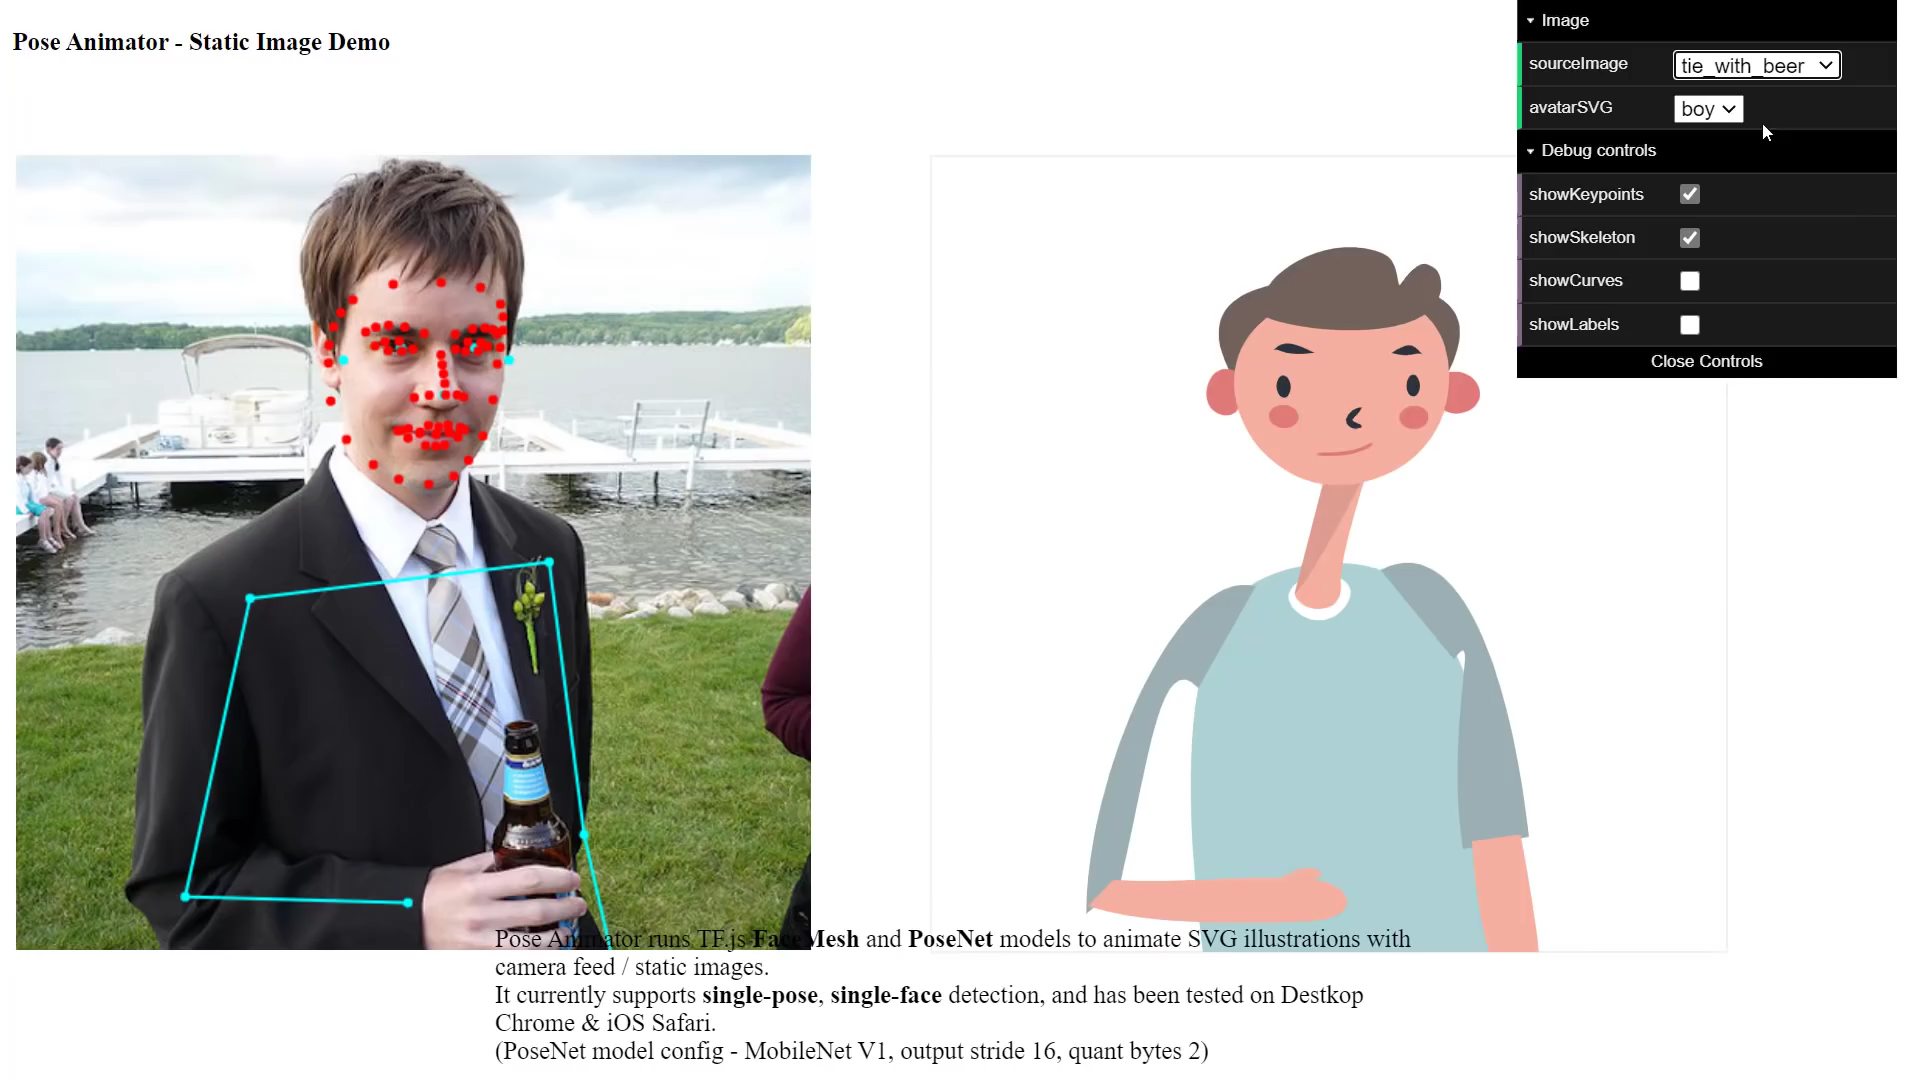 Pose Animator - Static Image Demo
Image
sourceImage tie_with_beer
avatarSVG boy
Debug controls
showKeypoints
showSkeleton
showCurves
showLabels
Close Controls
Pose Animator runs TF.js FaceMesh and PoseNet models to animate SVG illustrations with
camera feed / static images.
It currently supports single-pose, single-face detection, and has been tested on Destkop
Chrome & iOS Safari.
(PoseNet model config - MobileNet V1, output stride 16, quant bytes 2)